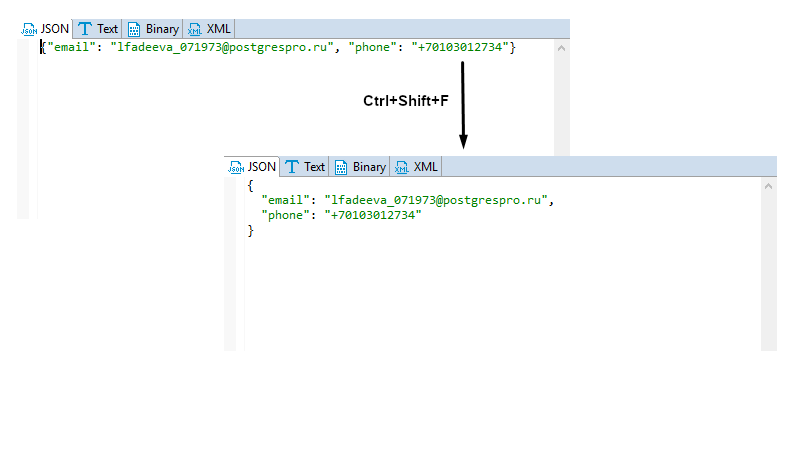 JSON Text Binary XML
{"email": "lfadeeva_071973@postgrespro.ru", "phone": "+70103012734"}
Ctrl+Shift+F
JSON Text Binary XML
{
  "email": "lfadeeva_071973@postgrespro.ru",
  "phone": "+70103012734"
}